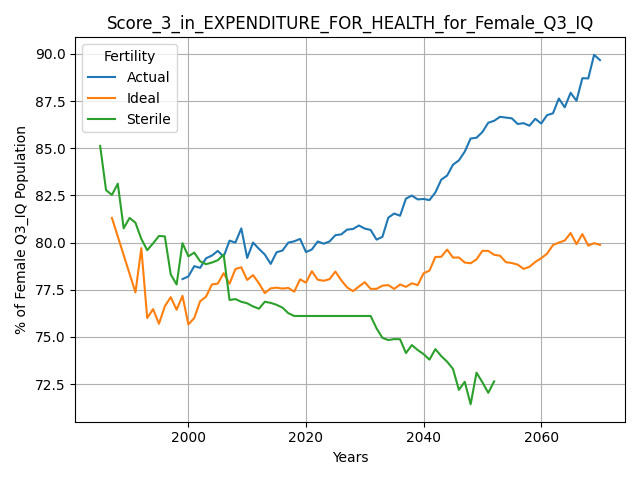 Score_3_in_EXPENDITURE_FOR_HEALTH_for_Female_Q3_IQ
Fertility
Actual
Ideal
Sterile
% of Female Q3_IQ Population
90.0
87.5
85.0
82.5
80.0
77.5
75.0
72.5
2000 2020 2040 2060
Years